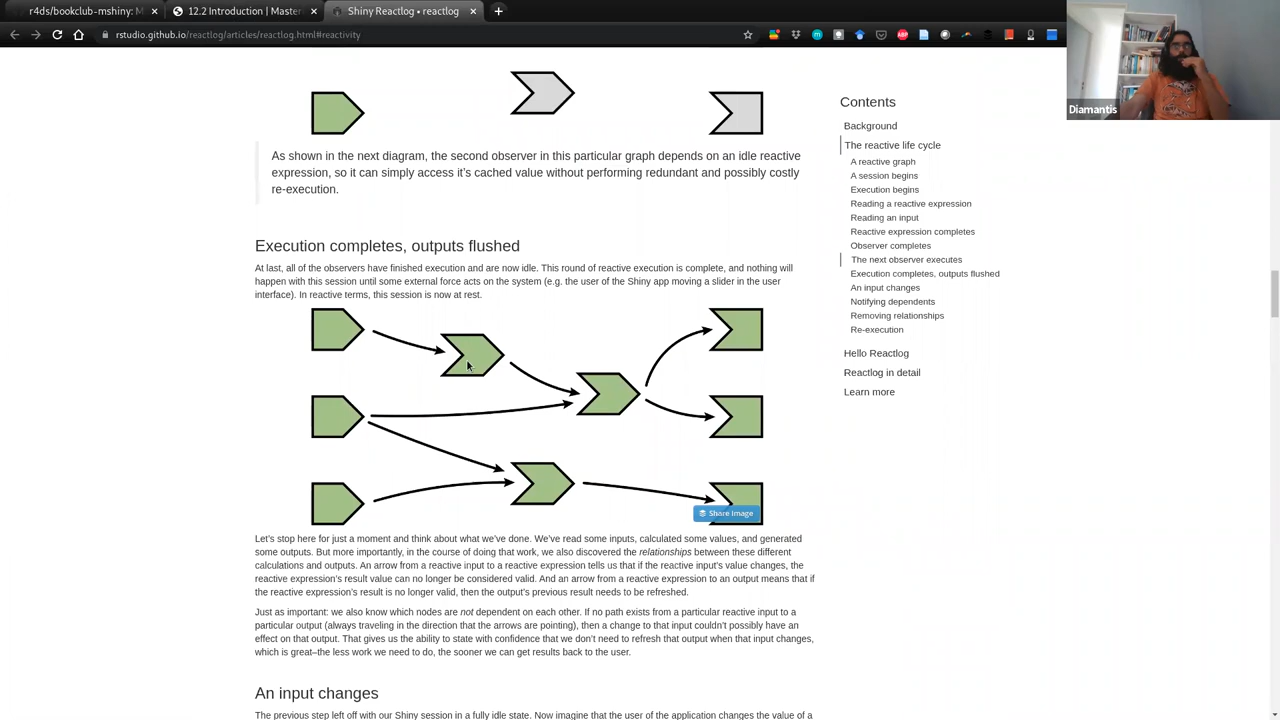 r4ds/bookclub-mshiny: M
12.2 Introduction | Master
Shiny Reactlog • reactlog
rstudio.github.io/reactlog/articles/reactlog.html#reactivity
Diamantis
As shown in the next diagram, the second observer in this particular graph depends on an idle reactive
expression, so it can simply access it’s cached value without performing redundant and possibly costly
re-execution.
Execution completes, outputs flushed
At last, all of the observers have finished execution and are now idle. This round of reactive execution is complete, and nothing will
happen with this session until some external force acts on the system (e.g. the user of the Shiny app moving a slider in the user
interface). In reactive terms, this session is now at rest.
Share Image
Let’s stop here for just a moment and think about what we’ve done. We’ve read some inputs, calculated some values, and generated
some outputs. But more importantly, in the course of doing that work, we also discovered the relationships between these different
calculations and outputs. An arrow from a reactive input to a reactive expression tells us that if the reactive input’s value changes, the
reactive expression’s result value can no longer be considered valid. And an arrow from a reactive expression to an output means that if
the reactive expression’s result is no longer valid, then the output’s previous result needs to be refreshed.
Just as important: we also know which nodes are not dependent on each other. If no path exists from a particular reactive input to a
particular output (always traveling in the direction that the arrows are pointing), then a change to that input couldn’t possibly have an
effect on that output. That gives us the ability to state with confidence that we don’t need to refresh that output when that input changes,
which is great–the less work we need to do, the sooner we can get results back to the user.
An input changes
The previous step left off with our Shiny session in a fully idle state. Now imagine that the user of the application changes the value of a
Contents
Background
The reactive life cycle
A reactive graph
A session begins
Execution begins
Reading a reactive expression
Reading an input
Reactive expression completes
Observer completes
The next observer executes
Execution completes, outputs flushed
An input changes
Notifying dependents
Removing relationships
Re-execution
Hello Reactlog
Reactlog in detail
Learn more